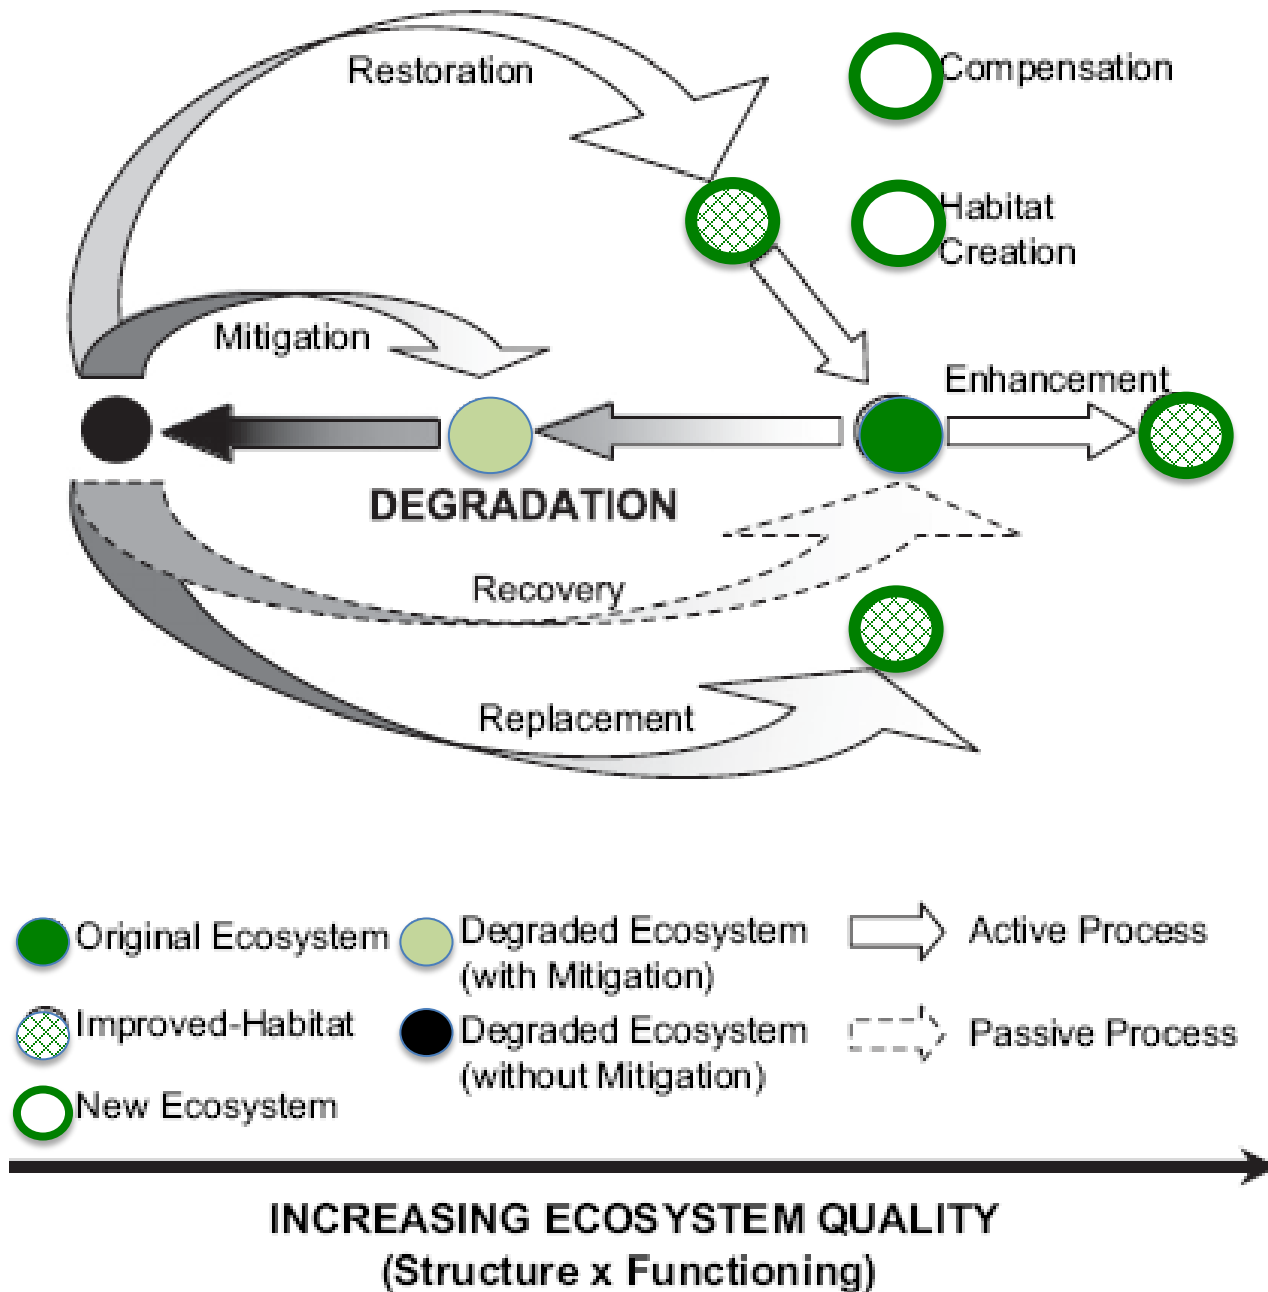 Restoration
Compensation
Habitat
Creation
Mitigation
Enhancement
DEGRADATION
Recovery
Replacement
Original Ecosystem
Degraded Ecosystem
(with Mitigation)
Active Process
Improved-Habitat
Degraded Ecosystem
(without Mitigation)
Passive Process
New Ecosystem
INCREASING ECOSYSTEM QUALITY
(Structure x Functioning)